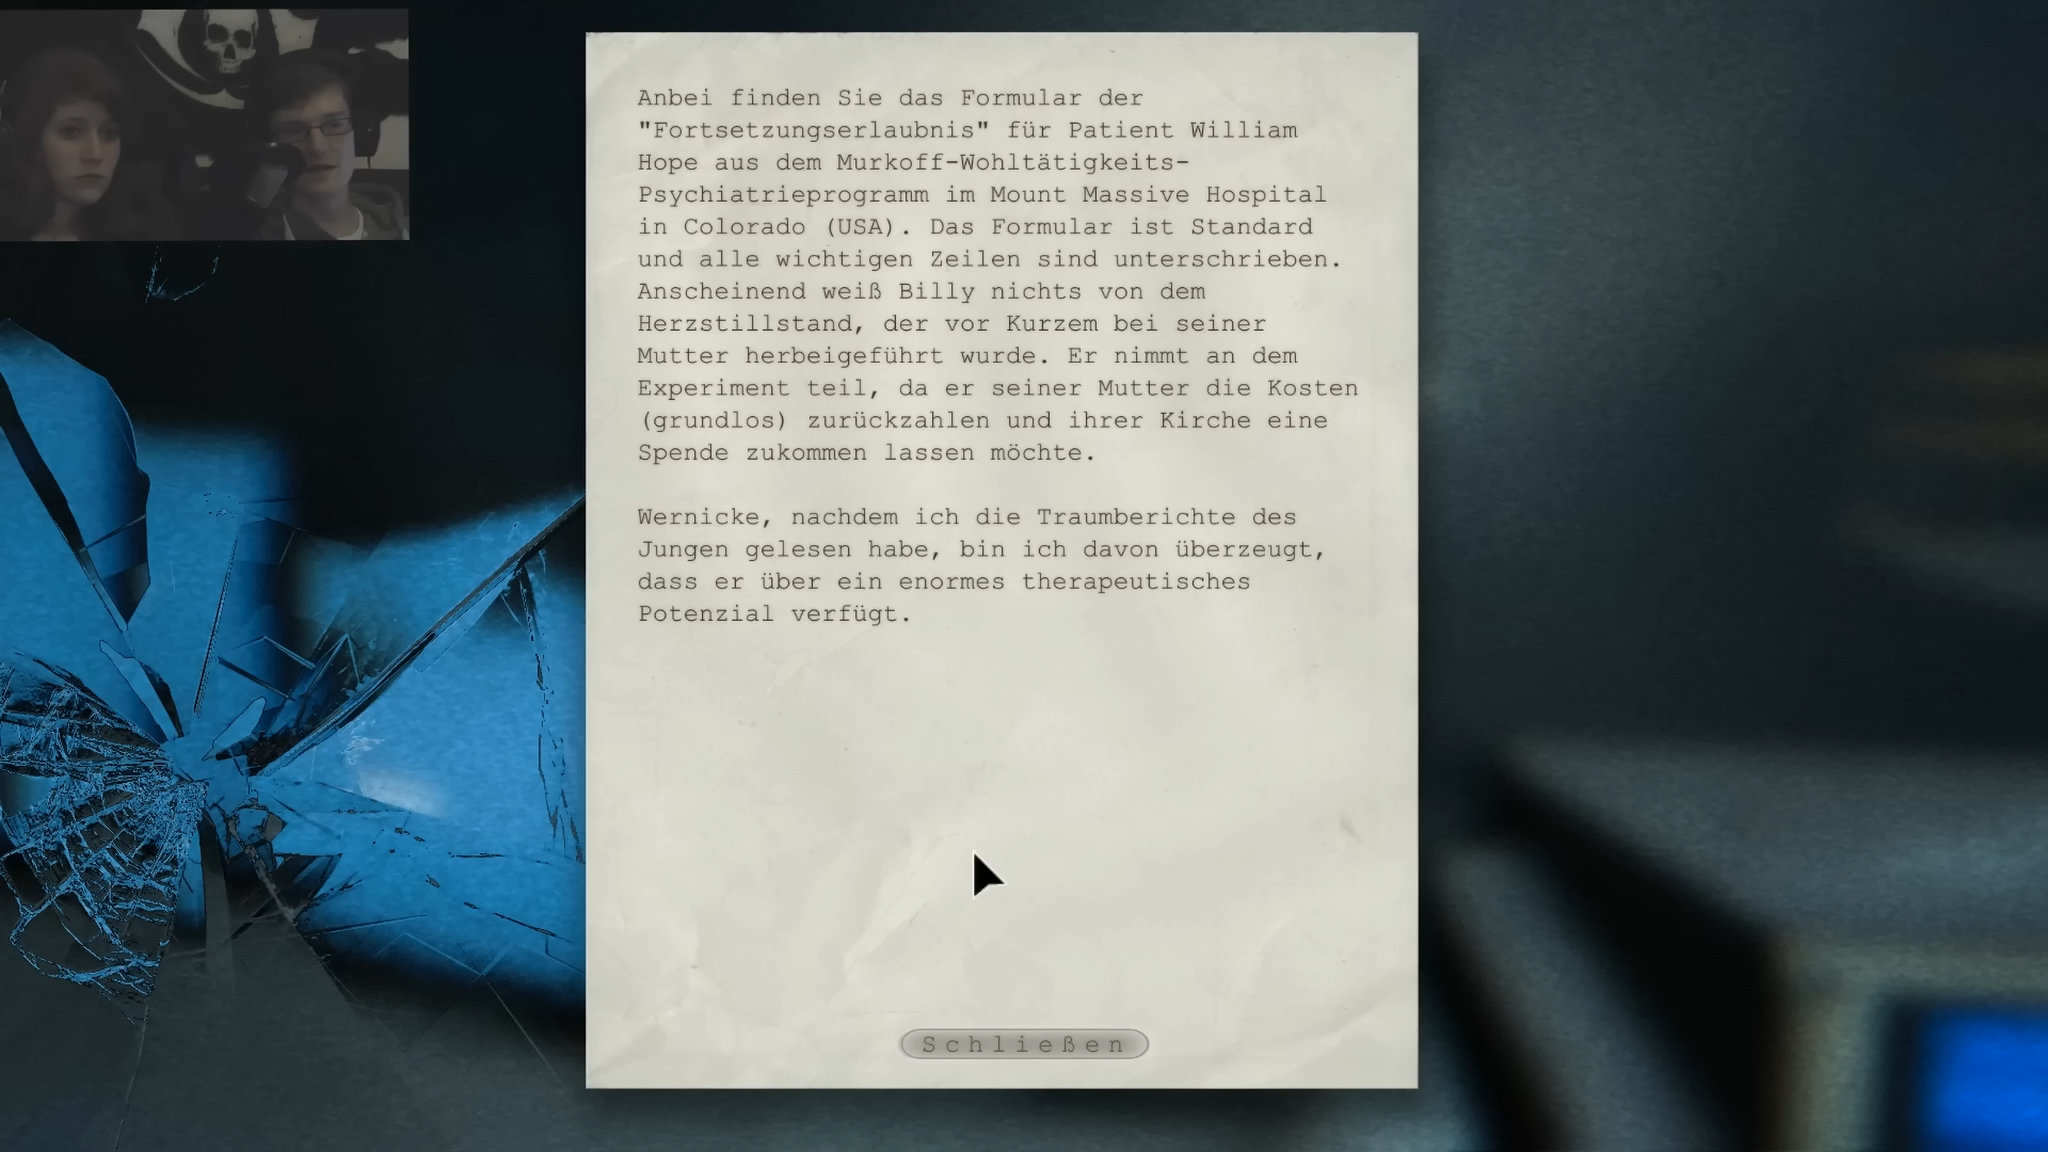 Anbei finden Sie das Formular der
"Fortsetzungserlaubnis" für Patient William
Hope aus dem Murkoff-Wohltätigkeits-
Psychiatrieprogramm im Mount Massive Hospital
in Colorado (USA). Das Formular ist Standard
und alle wichtigen Zeilen sind unterschrieben.
Anscheinend weiß Billy nichts von dem
Herzstillstand, der vor Kurzem bei seiner
Mutter herbeigeführt wurde. Er nimmt an dem
Experiment teil, da er seiner Mutter die Kosten
(grundlos) zurückzahlen und ihrer Kirche eine
Spende zukommen lassen möchte.
Wernicke, nachdem ich die Traumberichte des
Jungen gelesen habe, bin ich davon überzeugt,
dass er über ein enormes therapeutisches
Potenzial verfügt.
Schließen